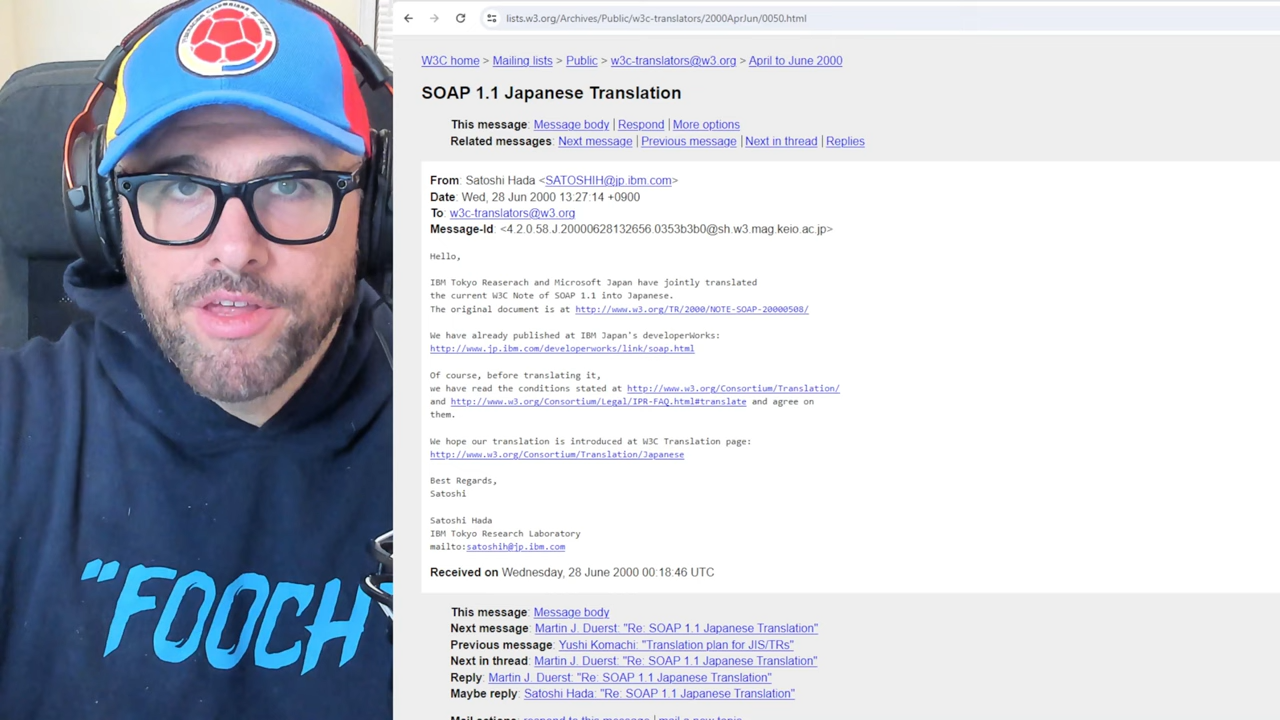 lists.w3.org/Archives/Public/w3c-translators/2000AprJun/0050.html
W3C home > Mailing lists > Public > w3c-translators@w3.org > April to June 2000
SOAP 1.1 Japanese Translation
This message: Message body | Respond | More options
Related messages: Next message | Previous message | Next in thread | Replies
From: Satoshi Hada <SATOSHIH@jp.ibm.com>
Date: Wed, 28 Jun 2000 13:27:14 +0900
To: w3c-translators@w3.org
Message-Id: <4.2.0.58.J.20000628132656.0353b3b0@sh.w3.mag.keio.ac.jp>
Hello,
IBM Tokyo Reaserach and Microsoft Japan have jointly translated
the current W3C Note of SOAP 1.1 into Japanese.
The original document is at http://www.w3.org/TR/2000/NOTE-SOAP-20000508/
We have already published at IBM Japan's developerWorks:
http://www.jp.ibm.com/developerworks/link/soap.html
Of course, before translating it,
we have read the conditions stated at http://www.w3.org/Consortium/Translation/
and http://www.w3.org/Consortium/Legal/IPR-FAQ.html#translate and agree on
them.
We hope our translation is introduced at W3C Translation page:
http://www.w3.org/Consortium/Translation/Japanese
Best Regards,
Satoshi
Satoshi Hada
IBM Tokyo Research Laboratory
mailto:satoshih@jp.ibm.com
Received on Wednesday, 28 June 2000 00:18:46 UTC
This message: Message body
Next message: Martin J. Duerst: "Re: SOAP 1.1 Japanese Translation"
Previous message: Yushi Komachi: "Translation plan for JIS/TRs"
Next in thread: Martin J. Duerst: "Re: SOAP 1.1 Japanese Translation"
Reply: Martin J. Duerst: "Re: SOAP 1.1 Japanese Translation"
Maybe reply: Satoshi Hada: "Re: SOAP 1.1 Japanese Translation"
Mail actions: respond to this message | mail a new topic
"FOOCH